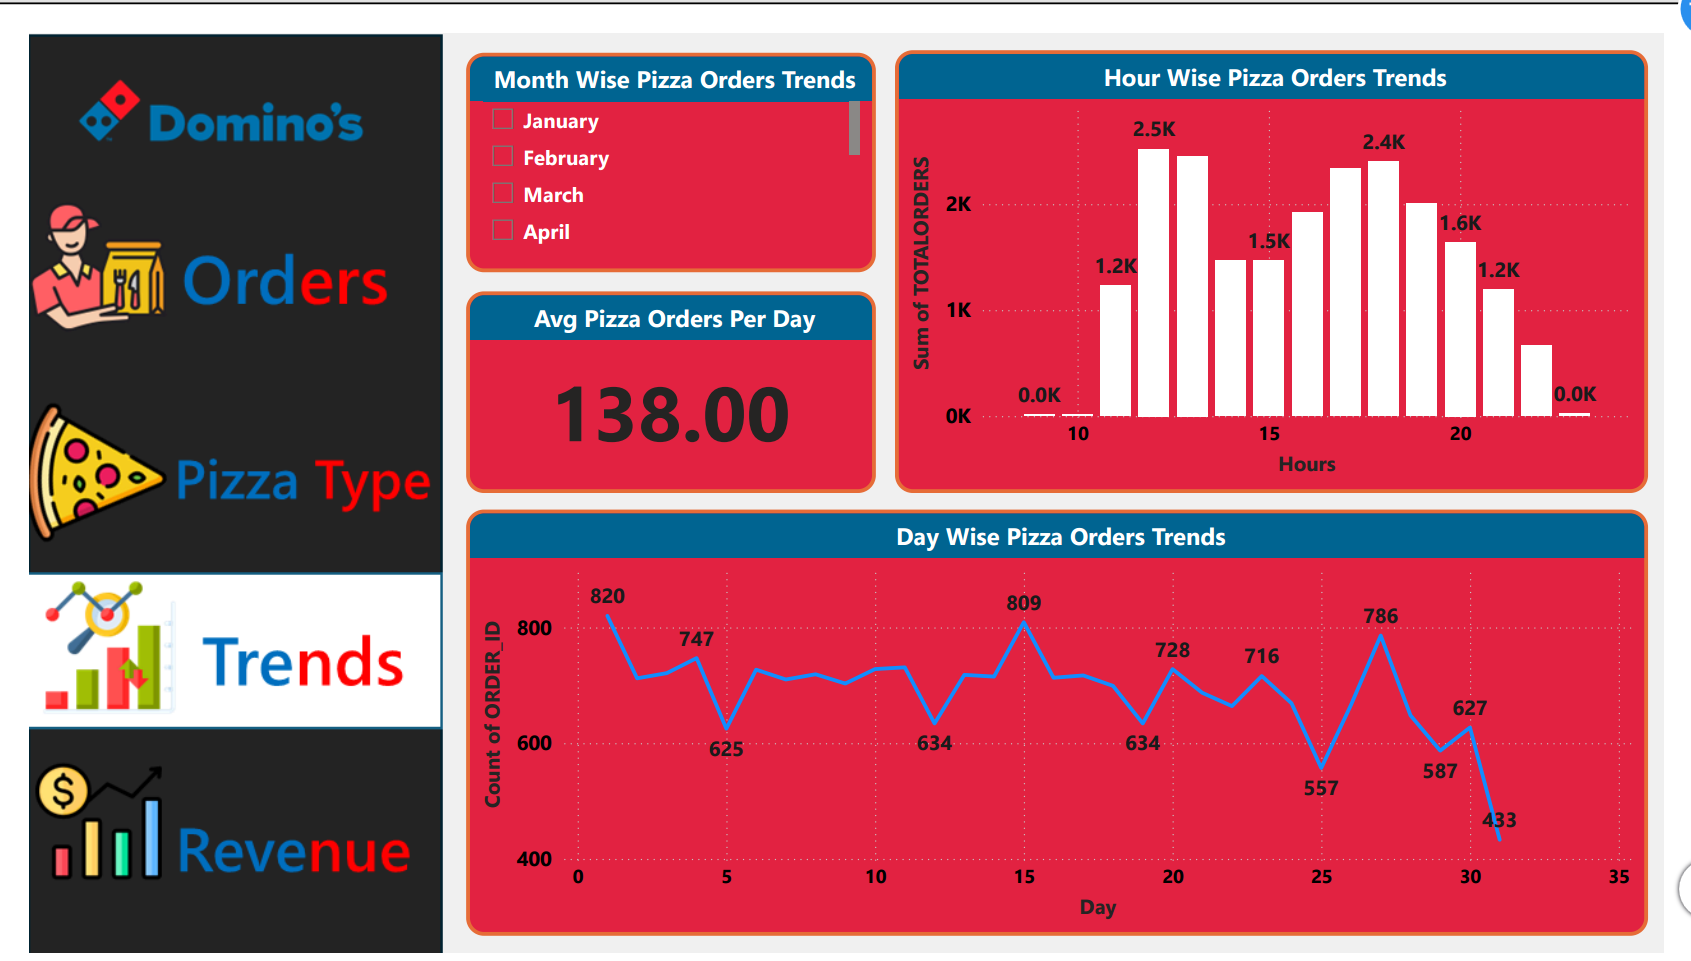 Domino's
Orders
Pizza Type
Trends
Revenue
Month Wise Pizza Orders Trends
January
February
March
April
Avg Pizza Orders Per Day
138.00
Hour Wise Pizza Orders Trends
Sum of TOTALORDERS
2K
1K
0K
0.0K
1.2K
2.5K
1.5K
2.4K
1.6K
1.2K
0.0K
10
15
20
Hours
Day Wise Pizza Orders Trends
Count of ORDER_ID
800
600
400
820
747
625
634
809
634
728
716
557
786
587
627
433
0
5
10
15
20
25
30
35
Day